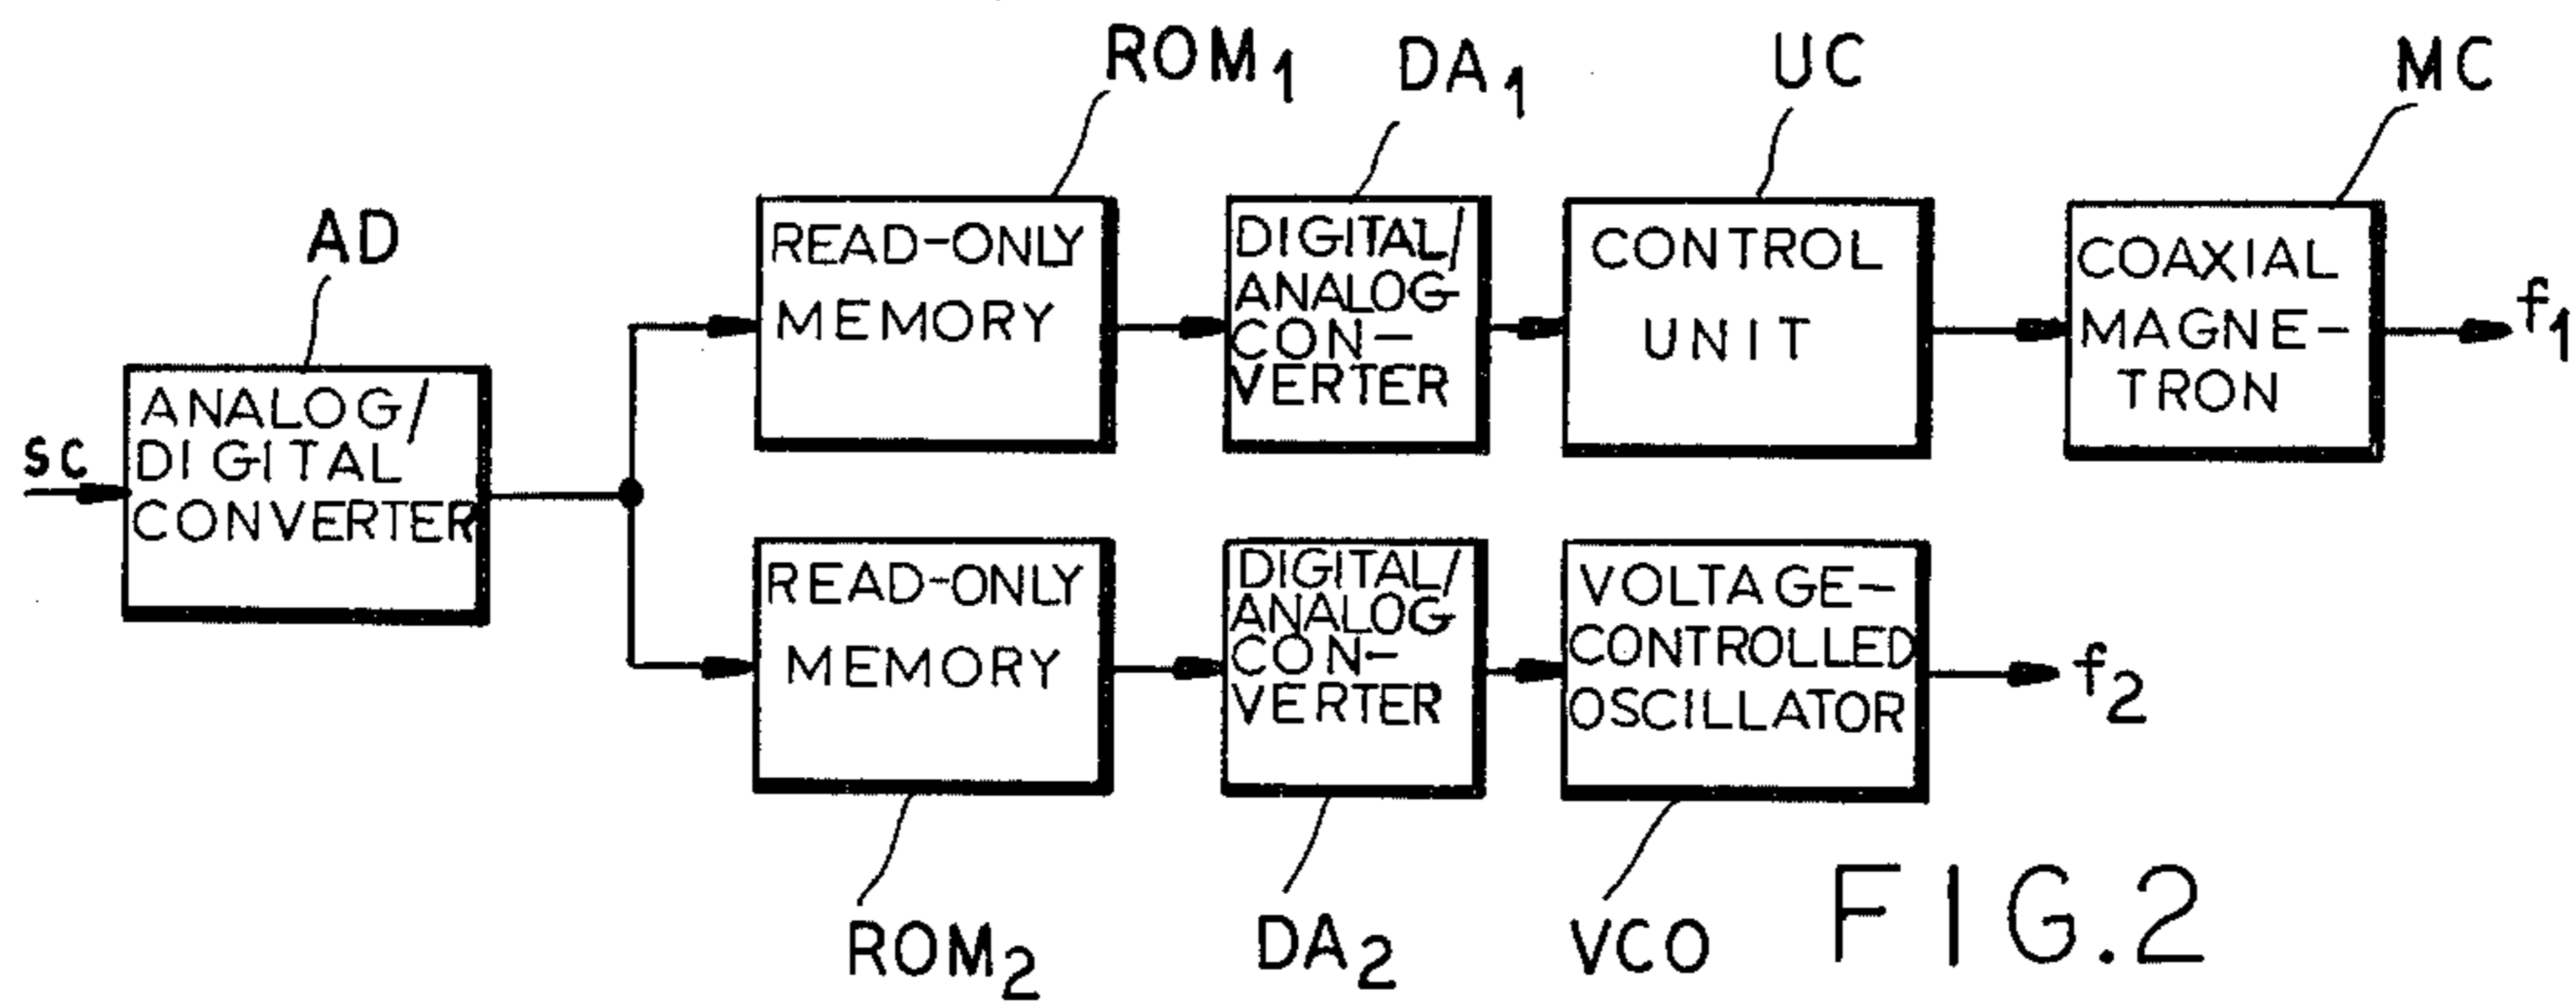 ROM1
DA1
UC
MC
AD
READ-ONLY
MEMORY
DIGITAL/
ANALOG
CON-
VERTER
CONTROL
UNIT
COAXIAL
MAGNE-
TRON
f1
sc
ANALOG/
DIGITAL
CONVERTER
READ-ONLY
MEMORY
DIGITAL/
ANALOG
CON-
VERTER
VOLTAGE-
CONTROLLED
OSCILLATOR
f2
ROM2
DA2
VCO
FIG.2